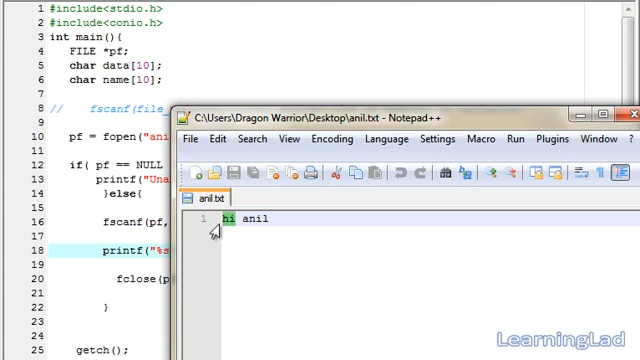 1 #include<stdio.h>
2 #include<conio.h>
3 int main(){
4 FILE *pf;
5 char data[10];
6 char name[10];
7
8 // fscanf(file_
9
10 pf = fopen("ani
11
12 if( pf == NULL
13 printf("Una
14 }else{
15
16 fscanf(pf,
17
18 printf("%s
19
20 fclose(p
21
22 }
23
24
25 getch();
C:\Users\Dragon Warrior\Desktop\anil.txt - Notepad++
File Edit Search View Encoding Language Settings Macro Run Plugins Window
anil.txt
1 hi anil
LearningLad